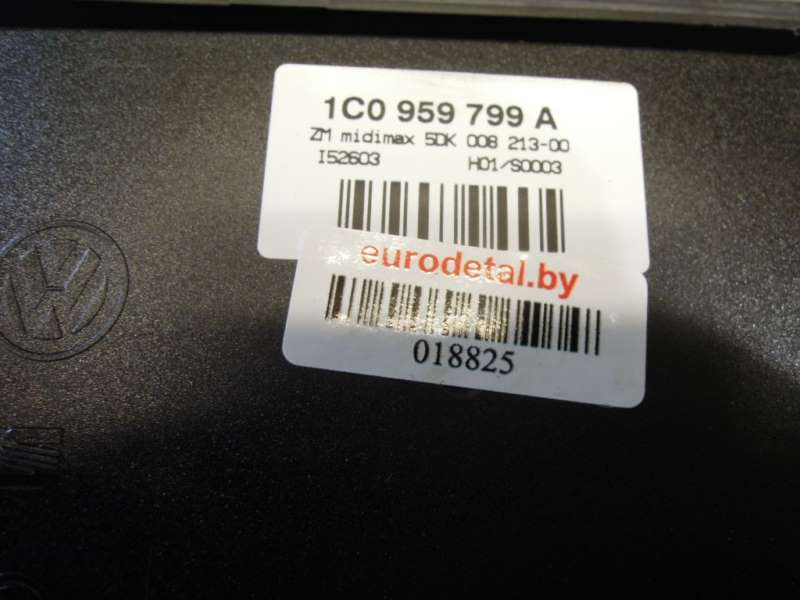 1C0 959 799 A
ZM midimax 5DK 008 213-00
I52603 H01/S0003
eurodetal.by
018825